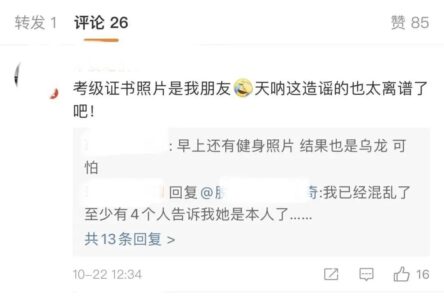 转发 1 评论 26 赞 85
考级证书照片是我朋友天呐这造谣的也太离谱了
吧！
: 早上还有健身照片 结果也是乌龙 可
怕
回复@ 奇:我已经混乱了
至少有4个人告诉我她是本人了......
共13条回复 >
10-22 12:34 16